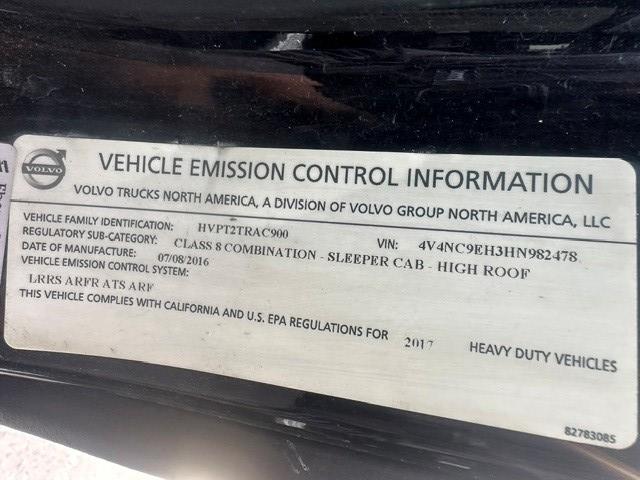 VOLVO
VEHICLE EMISSION CONTROL INFORMATION
VOLVO TRUCKS NORTH AMERICA, A DIVISION OF VOLVO GROUP NORTH AMERICA, LLC
VEHICLE FAMILY IDENTIFICATION: HVPT2TRAC900 VIN: 4V4NC9EH3HN982478
REGULATORY SUB-CATEGORY: CLASS 8 COMBINATION - SLEEPER CAB - HIGH ROOF
DATE OF MANUFACTURE: 07/08/2016
VEHICLE EMISSION CONTROL SYSTEM:
LRRS ARFR ATS ARF
THIS VEHICLE COMPLIES WITH CALIFORNIA AND U.S. EPA REGULATIONS FOR 2017 HEAVY DUTY VEHICLES
82783085